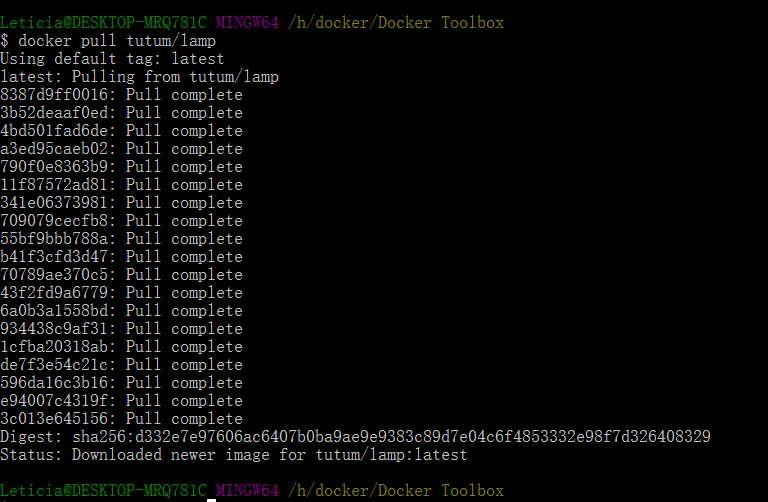 Leticia@DESKTOP-MRQ781C MINGW64 /h/docker/Docker Toolbox
$ docker pull tutum/lamp
Using default tag: latest
latest: Pulling from tutum/lamp
8387d9ff0016: Pull complete
3b52deaaf0ed: Pull complete
4bd501fad6de: Pull complete
a3ed95caeb02: Pull complete
790f0e8363b9: Pull complete
11f87572ad81: Pull complete
341e06373981: Pull complete
709079cecfb8: Pull complete
55bf9bbb788a: Pull complete
b41f3cfd3d47: Pull complete
70789ae370c5: Pull complete
43f2fd9a6779: Pull complete
6a0b3a1558bd: Pull complete
934438c9af31: Pull complete
1cfba20318ab: Pull complete
de7f3e54c21c: Pull complete
596da16c3b16: Pull complete
e94007c4319f: Pull complete
3c013e645156: Pull complete
Digest: sha256:d332e7e97606ac6407b0ba9ae9e9383c89d7e04c6f4853332e98f7d326408329
Status: Downloaded newer image for tutum/lamp:latest
Leticia@DESKTOP-MRQ781C MINGW64 /h/docker/Docker Toolbox